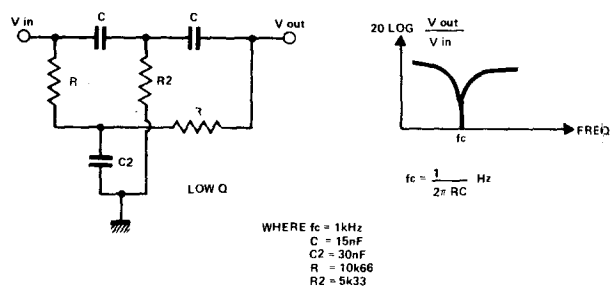 V in
C
C
V out
R
R2
R
C2
LOW Q
20 LOG V out
V in
FREQ
fc
fc = 1 Hz
2π RC
WHERE fc = 1kHz
C = 15nF
C2 = 30nF
R = 10k66
R2 = 5k33